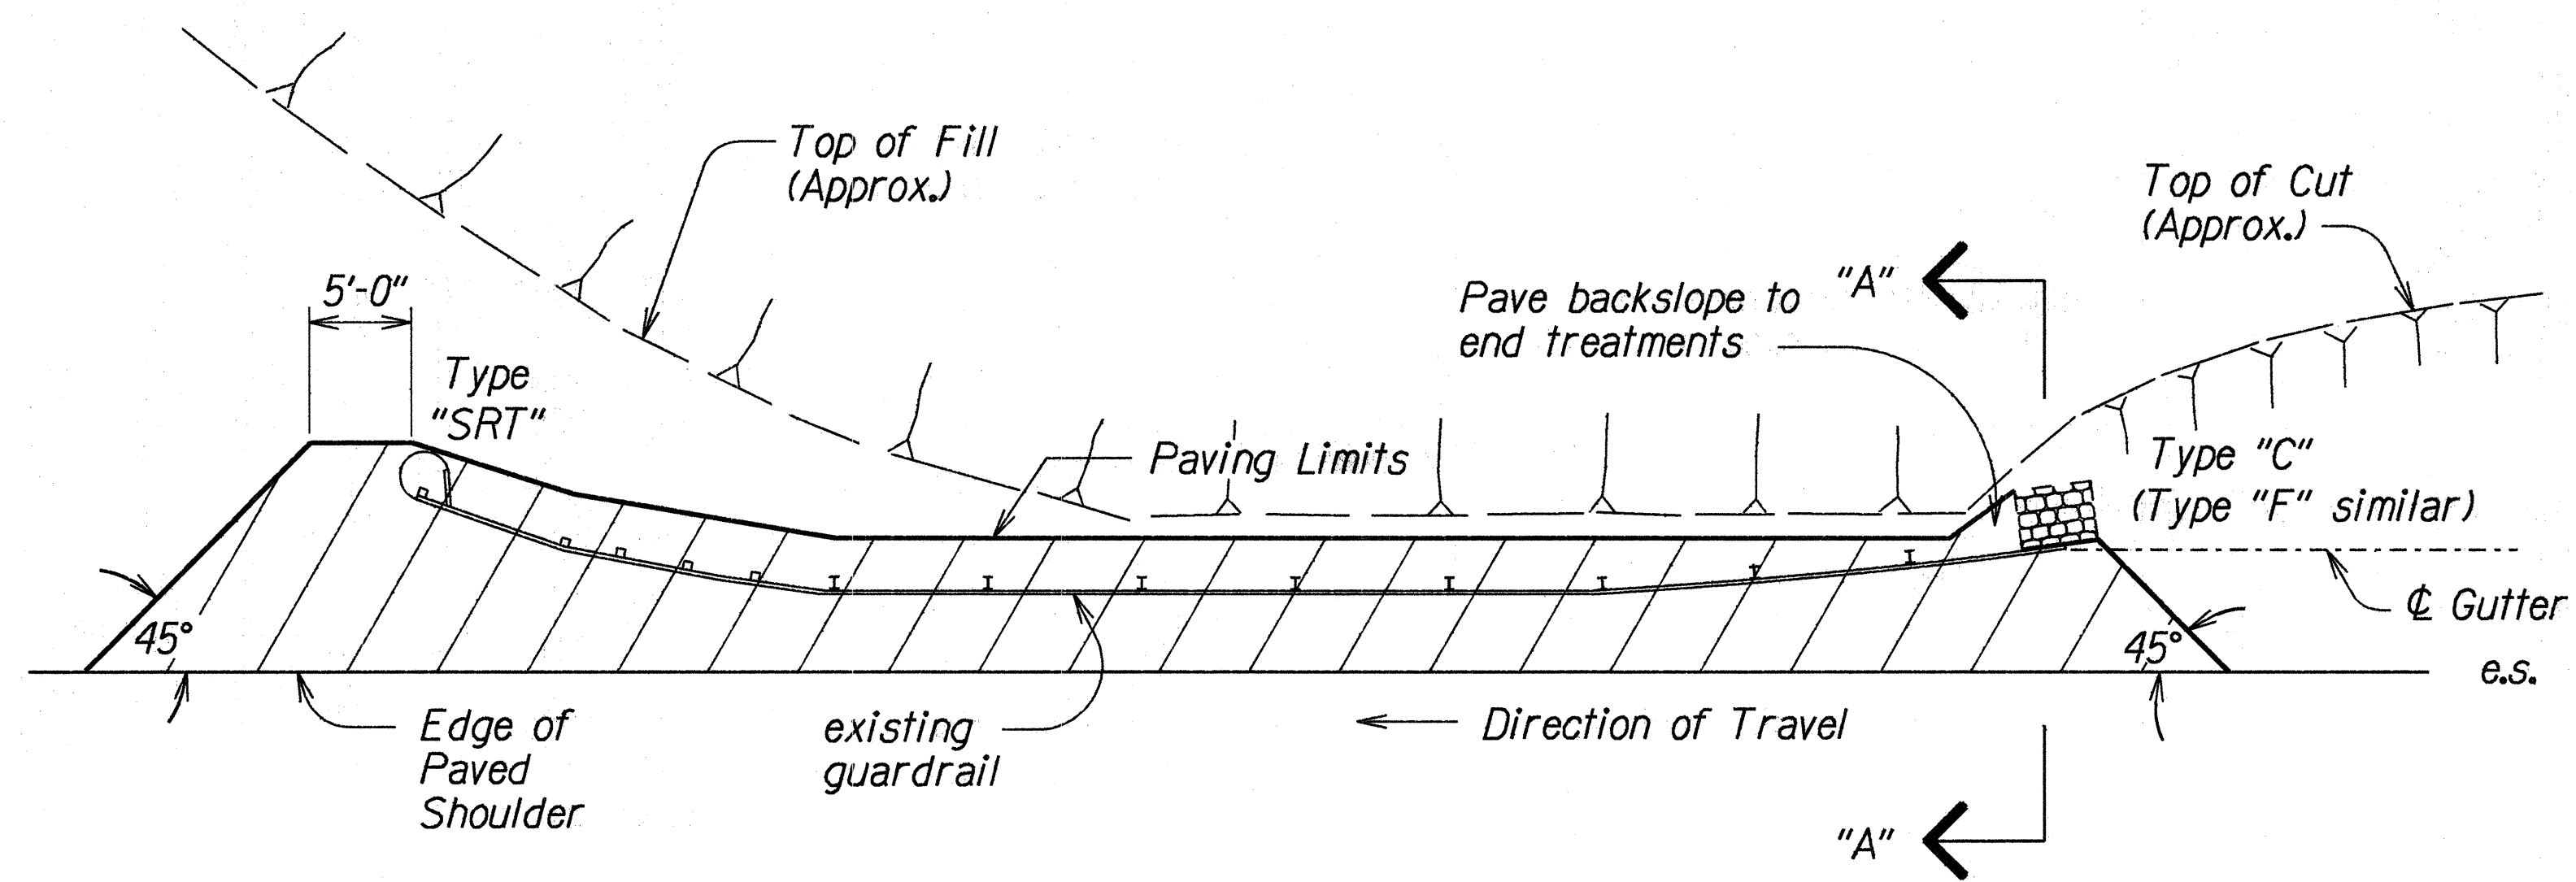 Top of Fill
(Approx.)
Top of Cut
(Approx.)
5'-0"
"A"
Pave backslope to
end treatments
Type
"SRT"
Paving Limits
Type "C"
(Type "F" similar)
℄ Gutter
45°
45°
e.s.
Edge of
Paved
Shoulder
existing
guardrail
Direction of Travel
"A"